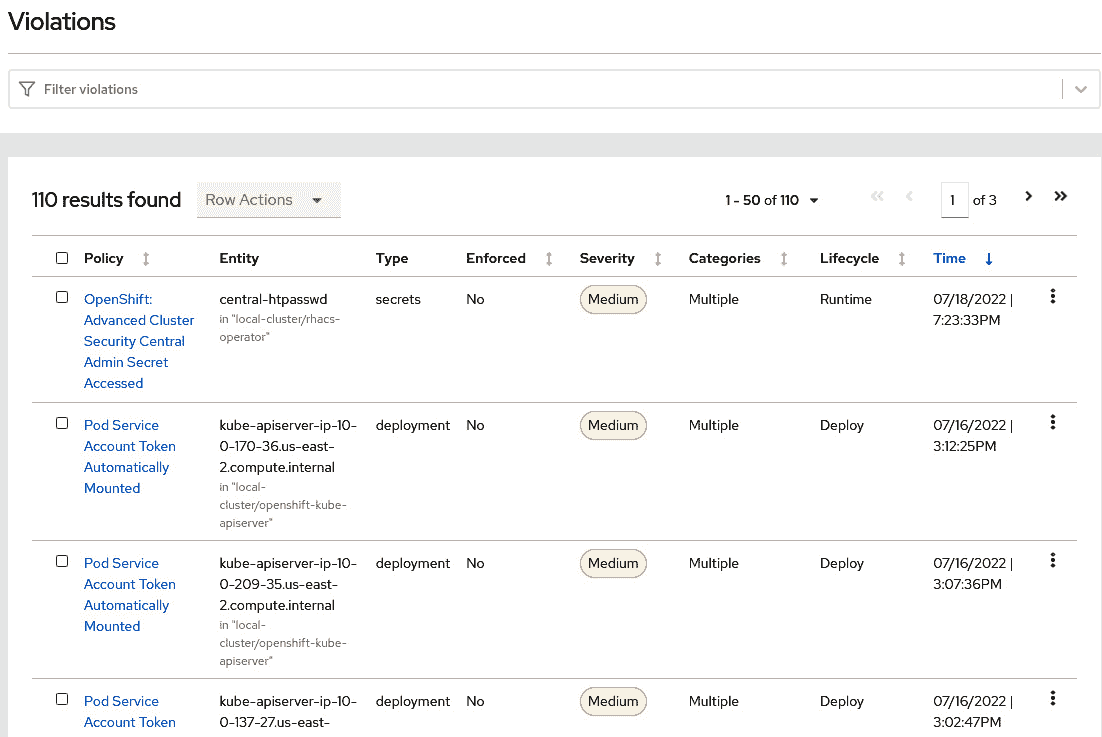 Violations
Filter violations
110 results found
Row Actions
1 - 50 of 110
1 of 3
Policy Entity Type Enforced Severity Categories Lifecycle Time
OpenShift: central-htpasswd secrets No Medium Multiple Runtime 07/18/2022 |
Advanced Cluster in "local-cluster/rhacs- 7:23:33PM
Security Central operator"
Admin Secret
Accessed
Pod Service kube-apiserver-ip-10- deployment No Medium Multiple Deploy 07/16/2022 |
Account Token 0-170-36.us-east- 3:12:25PM
Automatically 2.compute.internal
Mounted in "local-
cluster/openshift-kube-
apiserver"
Pod Service kube-apiserver-ip-10- deployment No Medium Multiple Deploy 07/16/2022 |
Account Token 0-209-35.us-east- 3:07:36PM
Automatically 2.compute.internal
Mounted in "local-
cluster/openshift-kube-
apiserver"
Pod Service kube-apiserver-ip-10- deployment No Medium Multiple Deploy 07/16/2022 |
Account Token 0-137-27.us-east- 3:02:47PM